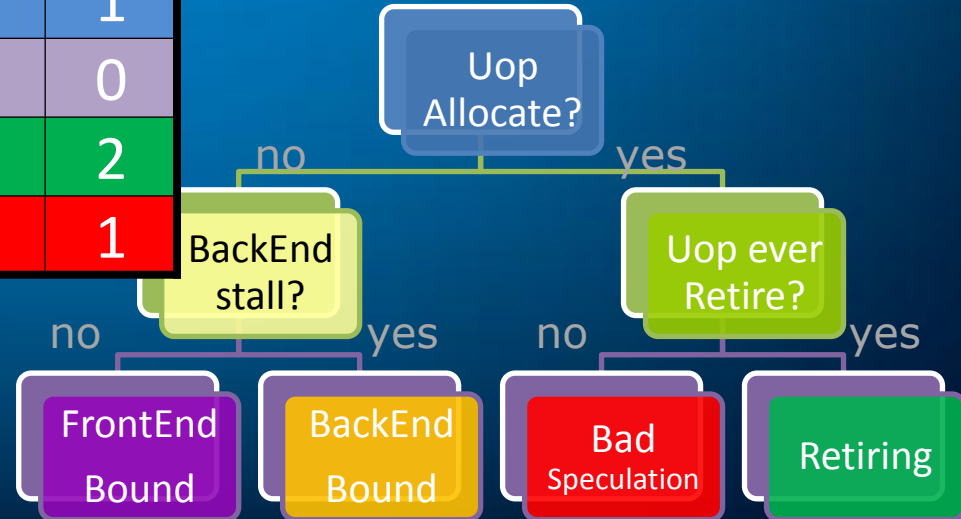 1
0
2
1
Uop
Allocate?
no
yes
BackEnd
stall?
Uop ever
Retire?
no
yes
no
yes
FrontEnd
Bound
BackEnd
Bound
Bad
Speculation
Retiring